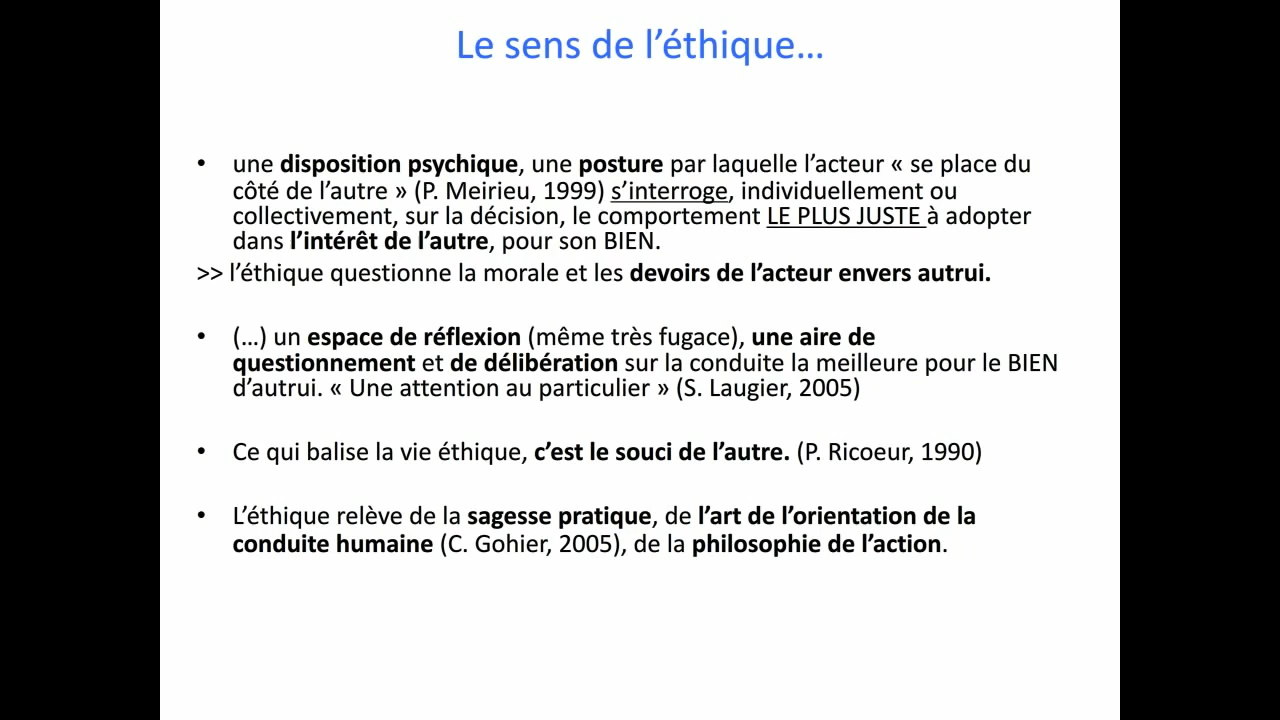 Le sens de l’éthique…
• une disposition psychique, une posture par laquelle l’acteur « se place du
côté de l’autre » (P. Meirieu, 1999) s’interroge, individuellement ou
collectivement, sur la décision, le comportement LE PLUS JUSTE à adopter
dans l’intérêt de l’autre, pour son BIEN.
>> l’éthique questionne la morale et les devoirs de l’acteur envers autrui.
• (…) un espace de réflexion (même très fugace), une aire de
questionnement et de délibération sur la conduite la meilleure pour le BIEN
d’autrui. « Une attention au particulier » (S. Laugier, 2005)
• Ce qui balise la vie éthique, c’est le souci de l’autre. (P. Ricoeur, 1990)
• L’éthique relève de la sagesse pratique, de l’art de l’orientation de la
conduite humaine (C. Gohier, 2005), de la philosophie de l’action.